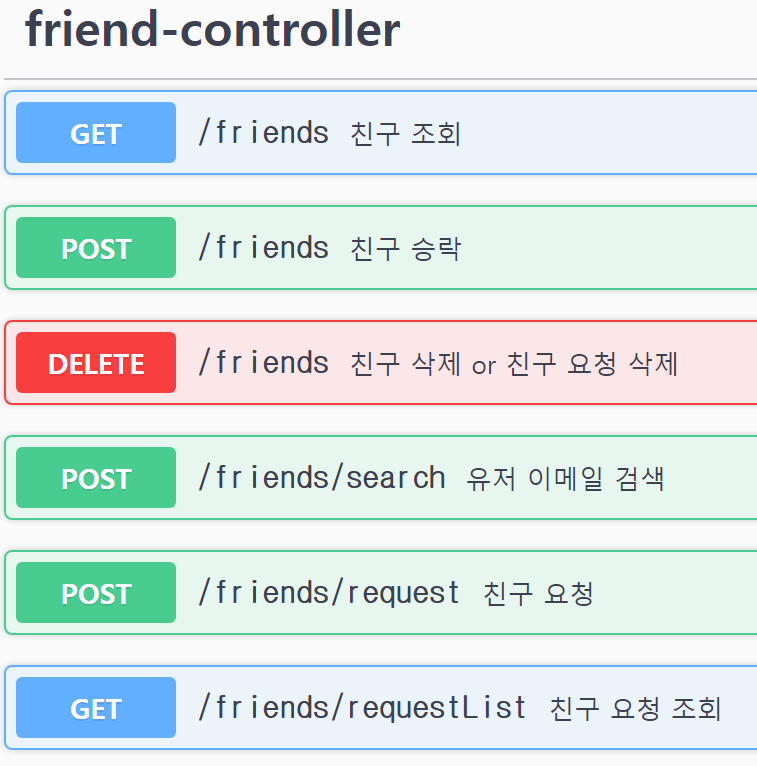 friend-controller
GET /friends 친구 조회
POST /friends 친구 승락
DELETE /friends 친구 삭제 or 친구 요청 삭제
POST /friends/search 유저 이메일 검색
POST /friends/request 친구 요청
GET /friends/requestList 친구 요청 조회